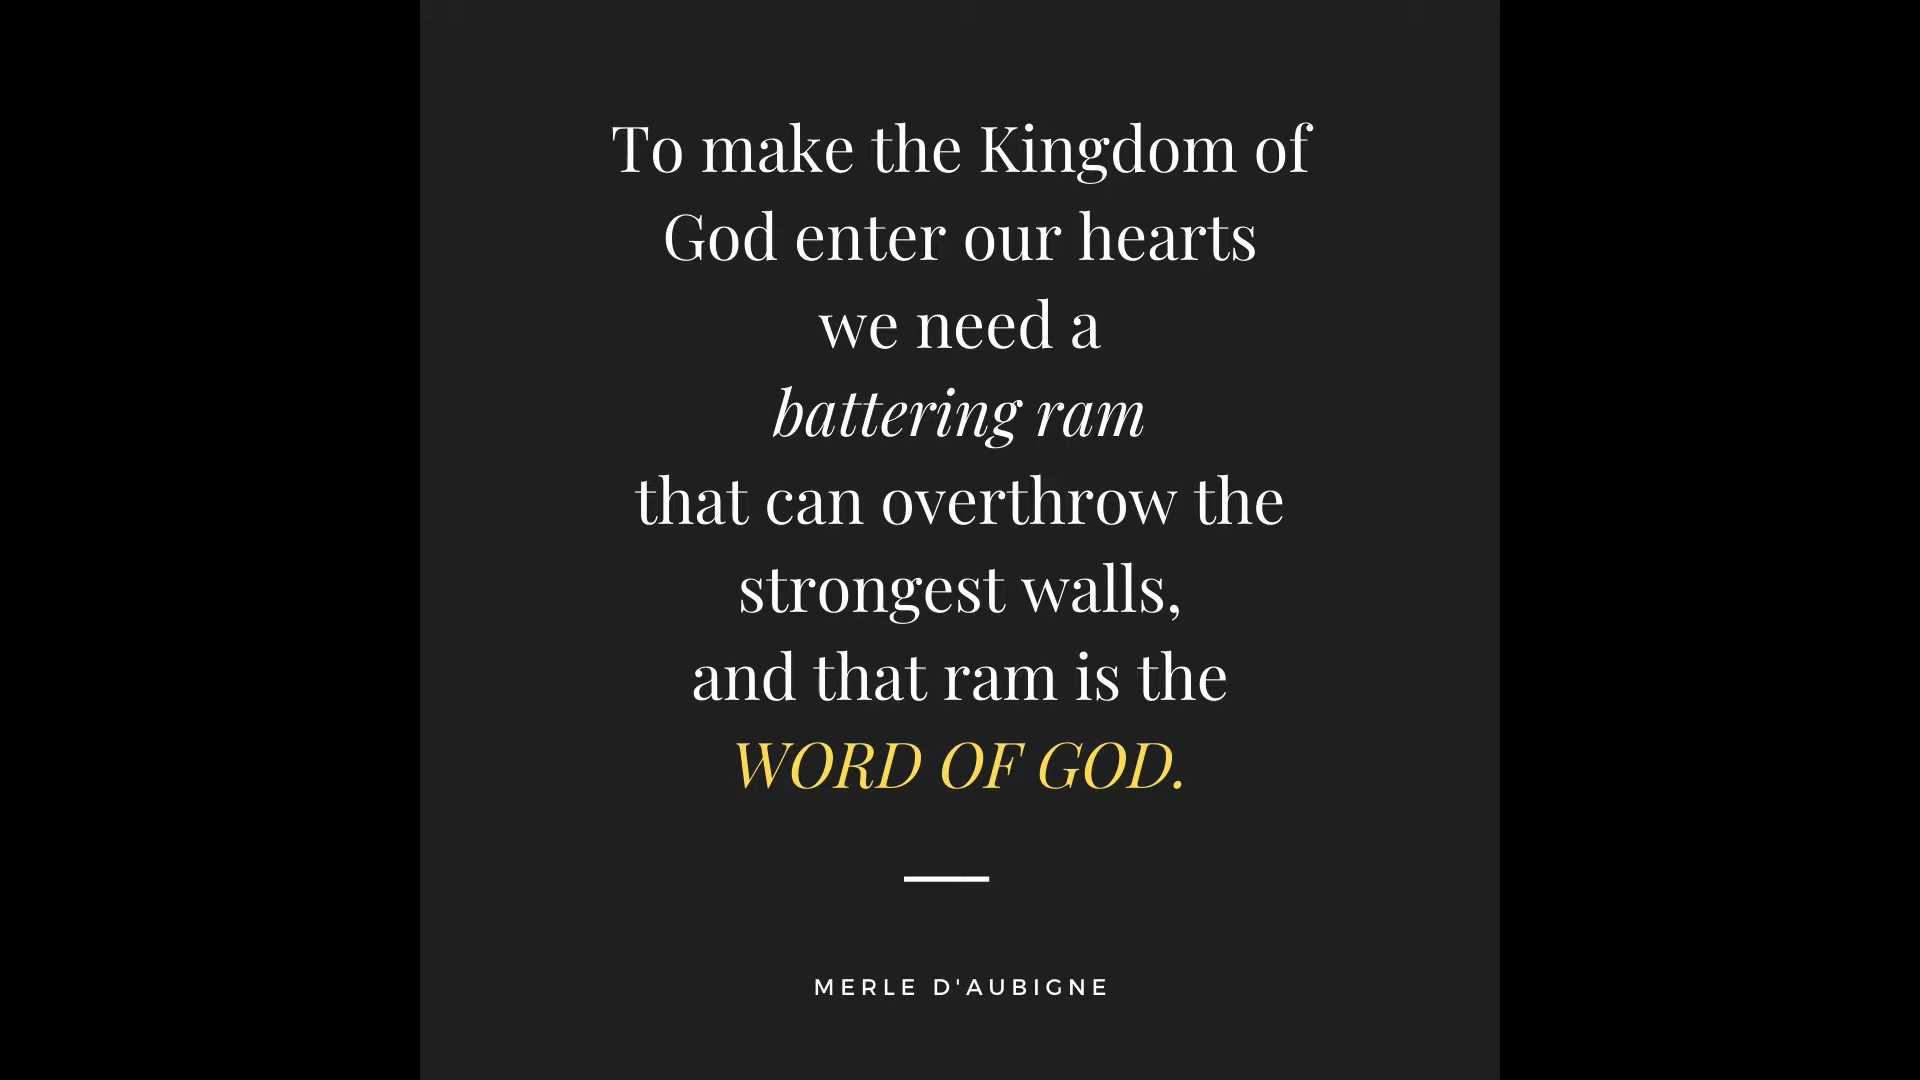 To make the Kingdom of
God enter our hearts
we need a
battering ram
that can overthrow the
strongest walls,
and that ram is the
WORD OF GOD.
MERLE D'AUBIGNE